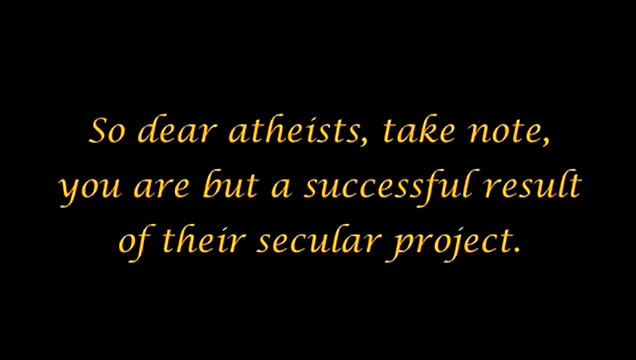 So dear atheists, take note,
you are but a successful result
of their secular project.